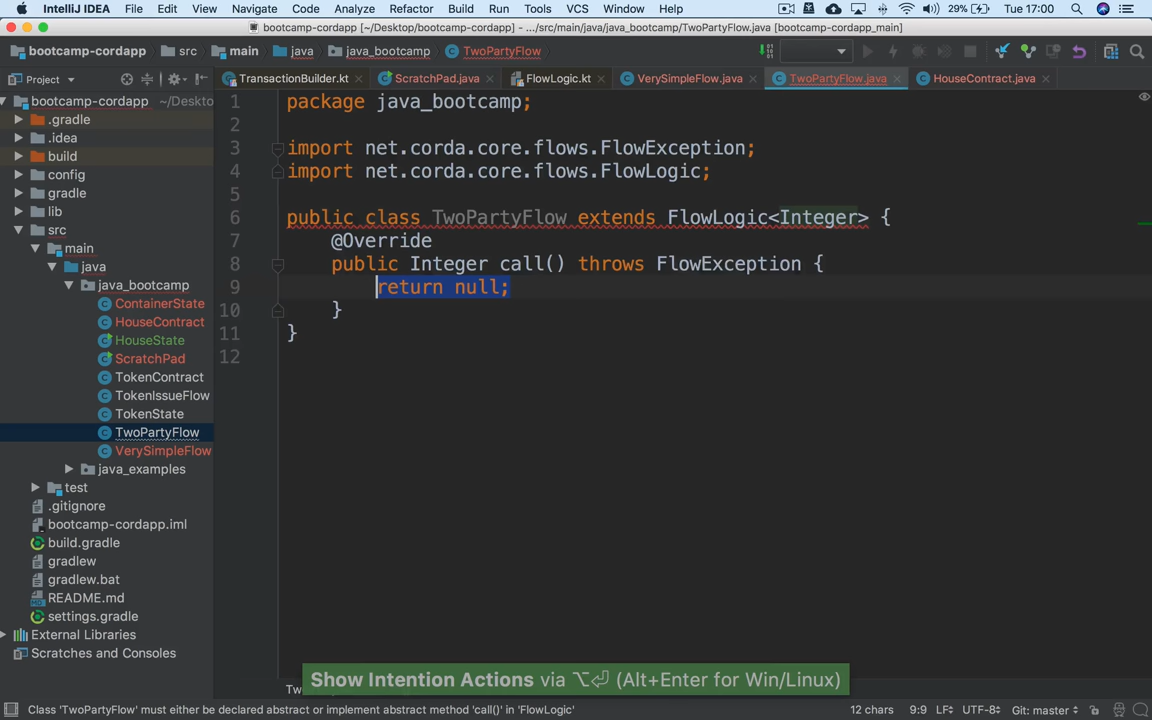 IntelliJ IDEA File Edit View Navigate Code Analyze Refactor Build Run Tools VCS Window Help 29% Tue 17:00
bootcamp-cordapp [~/Desktop/bootcamp-cordapp] - .../src/main/java/java_bootcamp/TwoPartyFlow.java [bootcamp-cordapp_main]
bootcamp-cordapp src main java java_bootcamp TwoPartyFlow
Project
TransactionBuilder.kt ScratchPad.java FlowLogic.kt VerySimpleFlow.java TwoPartyFlow.java HouseContract.java
bootcamp-cordapp ~/Deskto
.gradle
.idea
build
config
gradle
lib
src
main
java
java_bootcamp
ContainerState
HouseContract
HouseState
ScratchPad
TokenContract
TokenIssueFlow
TokenState
TwoPartyFlow
VerySimpleFlow
java_examples
test
.gitignore
bootcamp-cordapp.iml
build.gradle
gradlew
gradlew.bat
README.md
settings.gradle
External Libraries
Scratches and Consoles
1 package java_bootcamp;
2
3 import net.corda.core.flows.FlowException;
4 import net.corda.core.flows.FlowLogic;
5
6 public class TwoPartyFlow extends FlowLogic<Integer> {
7 @Override
8 public Integer call() throws FlowException {
9 return null;
10 }
11 }
12
Show Intention Actions via ⌥⏎ (Alt+Enter for Win/Linux)
Class 'TwoPartyFlow' must either be declared abstract or implement abstract method 'call()' in 'FlowLogic' 12 chars 9:9 LF÷ UTF-8÷ Git: master÷